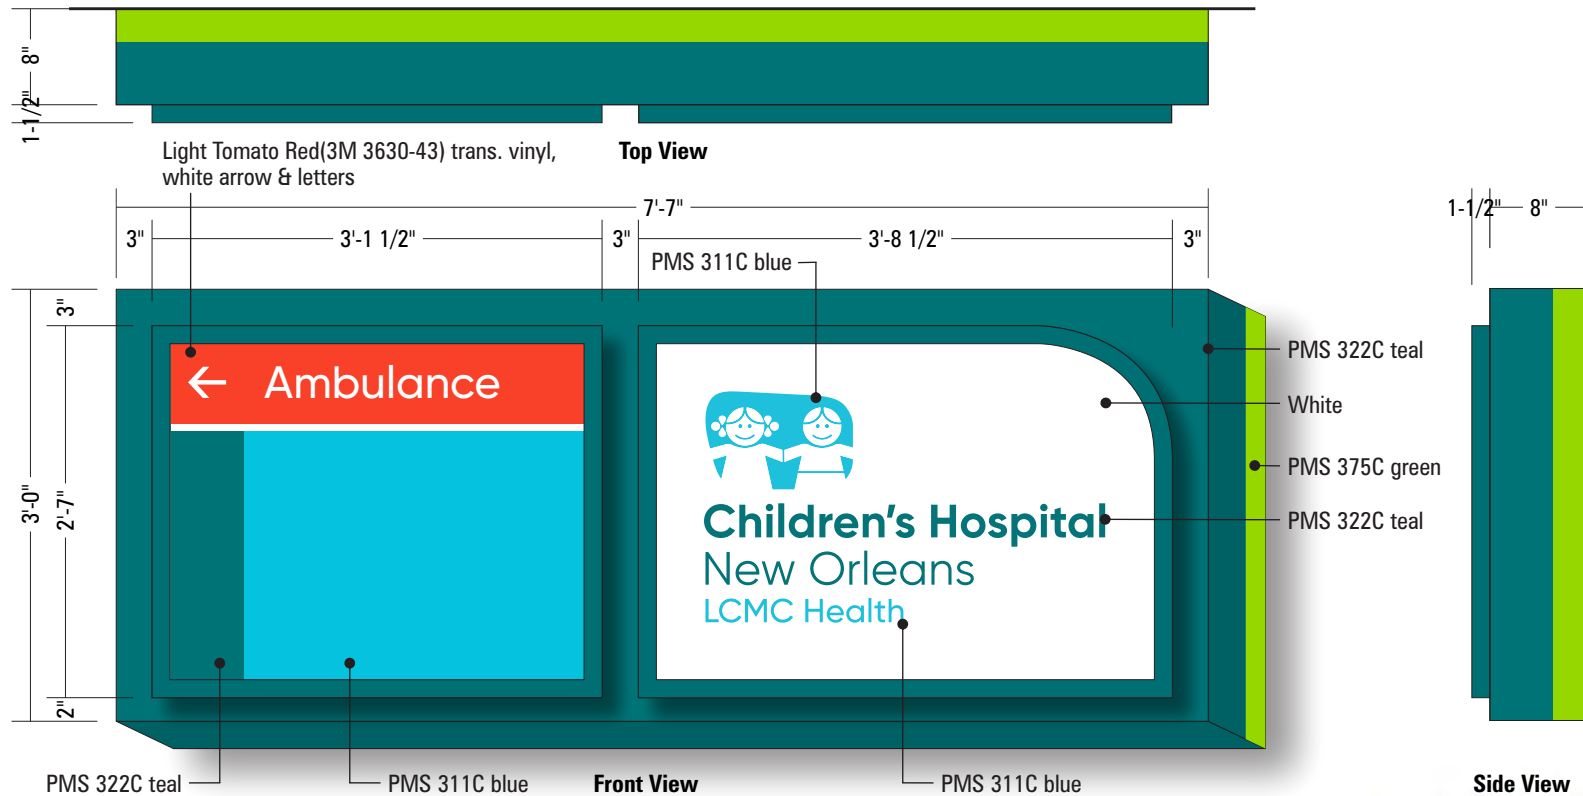 8"
1-1/2"
Light Tomato Red(3M 3630-43) trans. vinyl,
white arrow & letters
Top View
7'-7"
3"
3'-1 1/2"
3"
3'-8 1/2"
3"
1-1/2"
8"
PMS 311C blue
3"
3'-0"
2'-7"
2"
← Ambulance
Children's Hospital
New Orleans
LCMC Health
PMS 322C teal
White
PMS 375C green
PMS 322C teal
PMS 322C teal
PMS 311C blue
Front View
PMS 311C blue
Side View